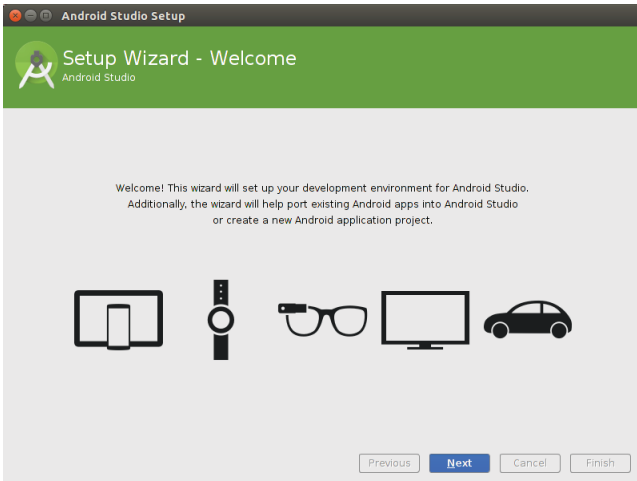 Android Studio Setup
Setup Wizard - Welcome
Android Studio
Welcome! This wizard will set up your development environment for Android Studio.
Additionally, the wizard will help port existing Android apps into Android Studio
or create a new Android application project.
Previous Next Cancel Finish